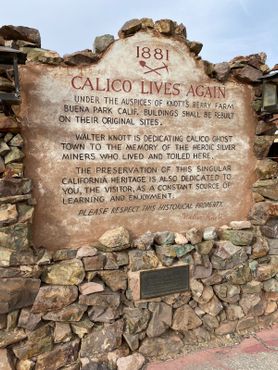 1881
CALICO LIVES AGAIN
UNDER THE AUSPICES OF KNOTT'S BERRY FARM
BUENA PARK CALIF. BUILDINGS SHALL BE REBUILT
ON THEIR ORIGINAL SITES.
WALTER KNOTT IS DEDICATING CALICO GHOST
TOWN TO THE MEMORY OF THE HEROIC SILVER
MINERS WHO LIVED AND TOILED HERE.
THE PRESERVATION OF THIS SINGULAR
CALIFORNIA HERITAGE IS ALSO DEDICATED TO
YOU, THE VISITOR, AS A CONSTANT SOURCE OF
LEARNING AND ENJOYMENT.
PLEASE RESPECT THIS HISTORICAL PROPERTY.
Walter Knott